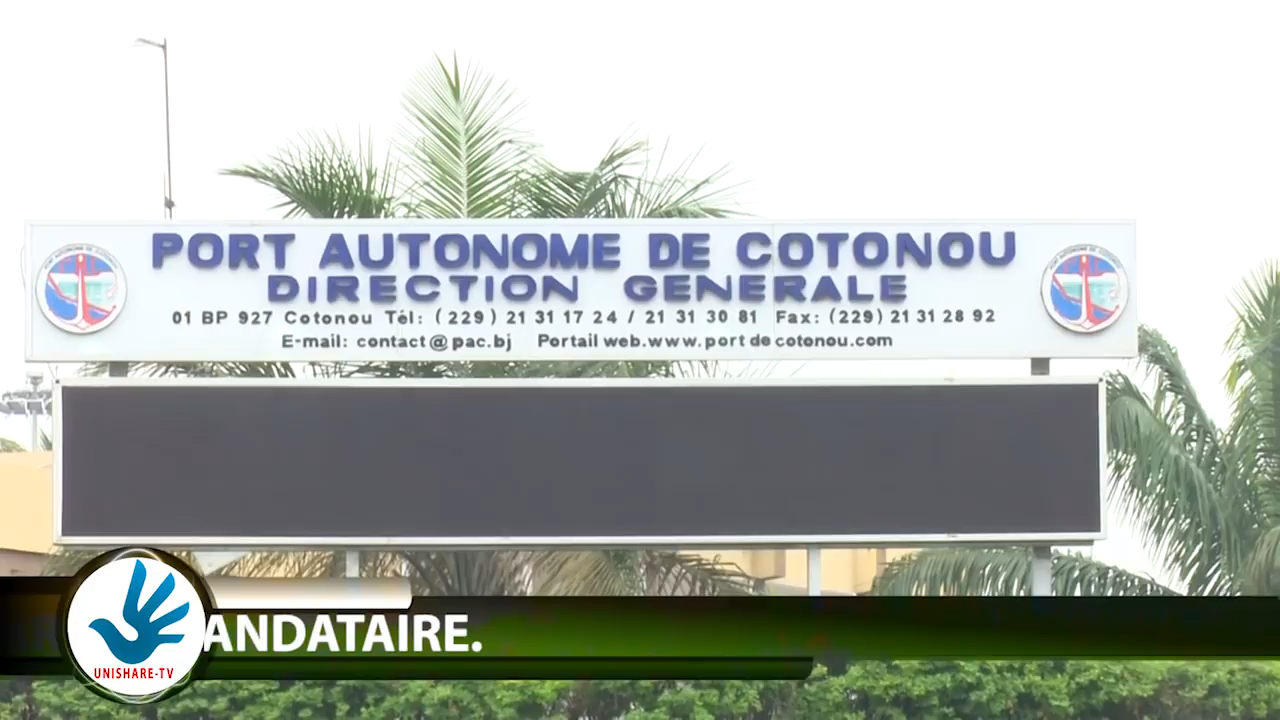 PORT AUTONOME DE COTONOU
DIRECTION GENERALE
01 BP 927 Cotonou Tél: (229) 21 31 17 24 / 21 31 30 81 Fax: (229) 21 31 28 92
E-mail: contact@pac.bj Portail web.www.portdecotonou.com
ANDATAIRE.
UNISHARE-TV